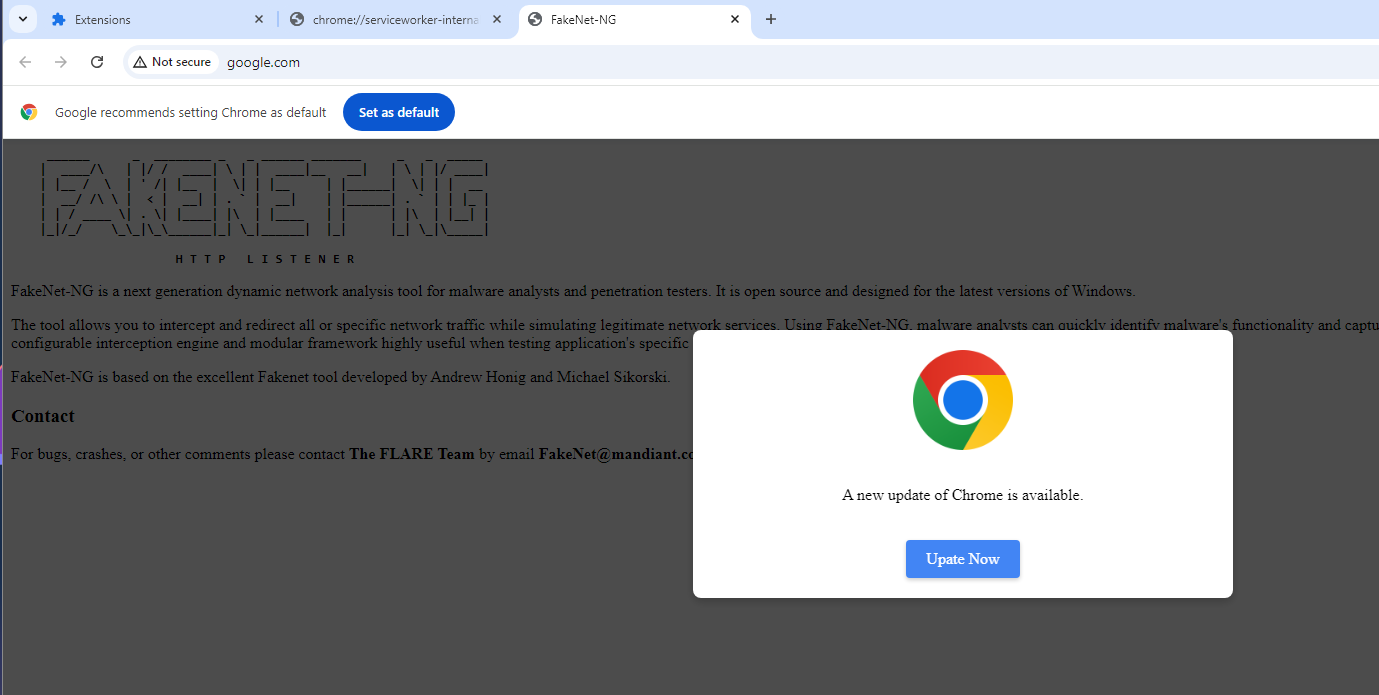 Extensions
chrome://serviceworker-interna
FakeNet-NG
Not secure
google.com
Google recommends setting Chrome as default
Set as default
FAKENET-NG
HTTP LISTENER
FakeNet-NG is a next generation dynamic network analysis tool for malware analysts and penetration testers. It is open source and designed for the latest versions of Windows.
The tool allows you to intercept and redirect all or specific network traffic while simulating legitimate network services. Using FakeNet-NG, malware analysts can quickly identify malware's functionality and captu
configurable interception engine and modular framework highly useful when testing application's specific
FakeNet-NG is based on the excellent Fakenet tool developed by Andrew Honig and Michael Sikorski.
Contact
For bugs, crashes, or other comments please contact The FLARE Team by email FakeNet@mandiant.co
A new update of Chrome is available.
Upate Now